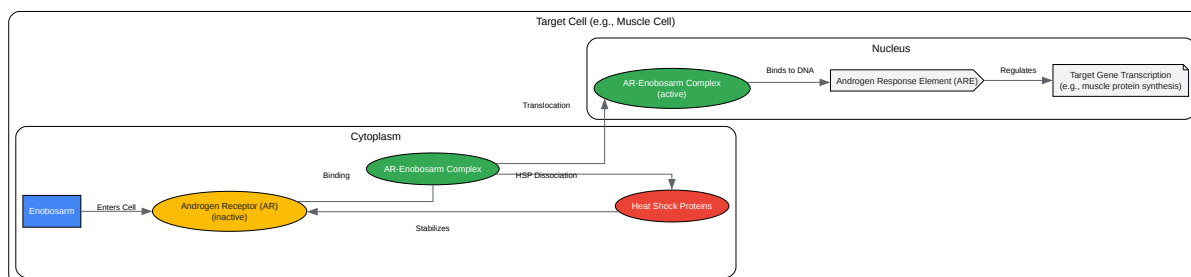 Target Cell (e.g., Muscle Cell)
Nucleus
AR-Enobosarm Complex
(active)
Binds to DNA
Androgen Response Element (ARE)
Regulates
Target Gene Transcription
(e.g., muscle protein synthesis)
Translocation
Cytoplasm
Binding
AR-Enobosarm Complex
HSP Dissociation
Enobosarm
Enters Cell
Androgen Receptor (AR)
(inactive)
Heat Shock Proteins
Stabilizes